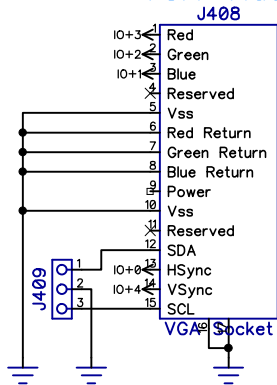 J408
IO+3 1 Red
IO+2 2 Green
IO+1 3 Blue
4 Reserved
5 Vss
6 Red Return
7 Green Return
8 Blue Return
9 Power
10 Vss
11 Reserved
12 SDA
IO+0 13 HSync
IO+4 14 VSync
15 SCL
J409
1
2
3
VGA Socket